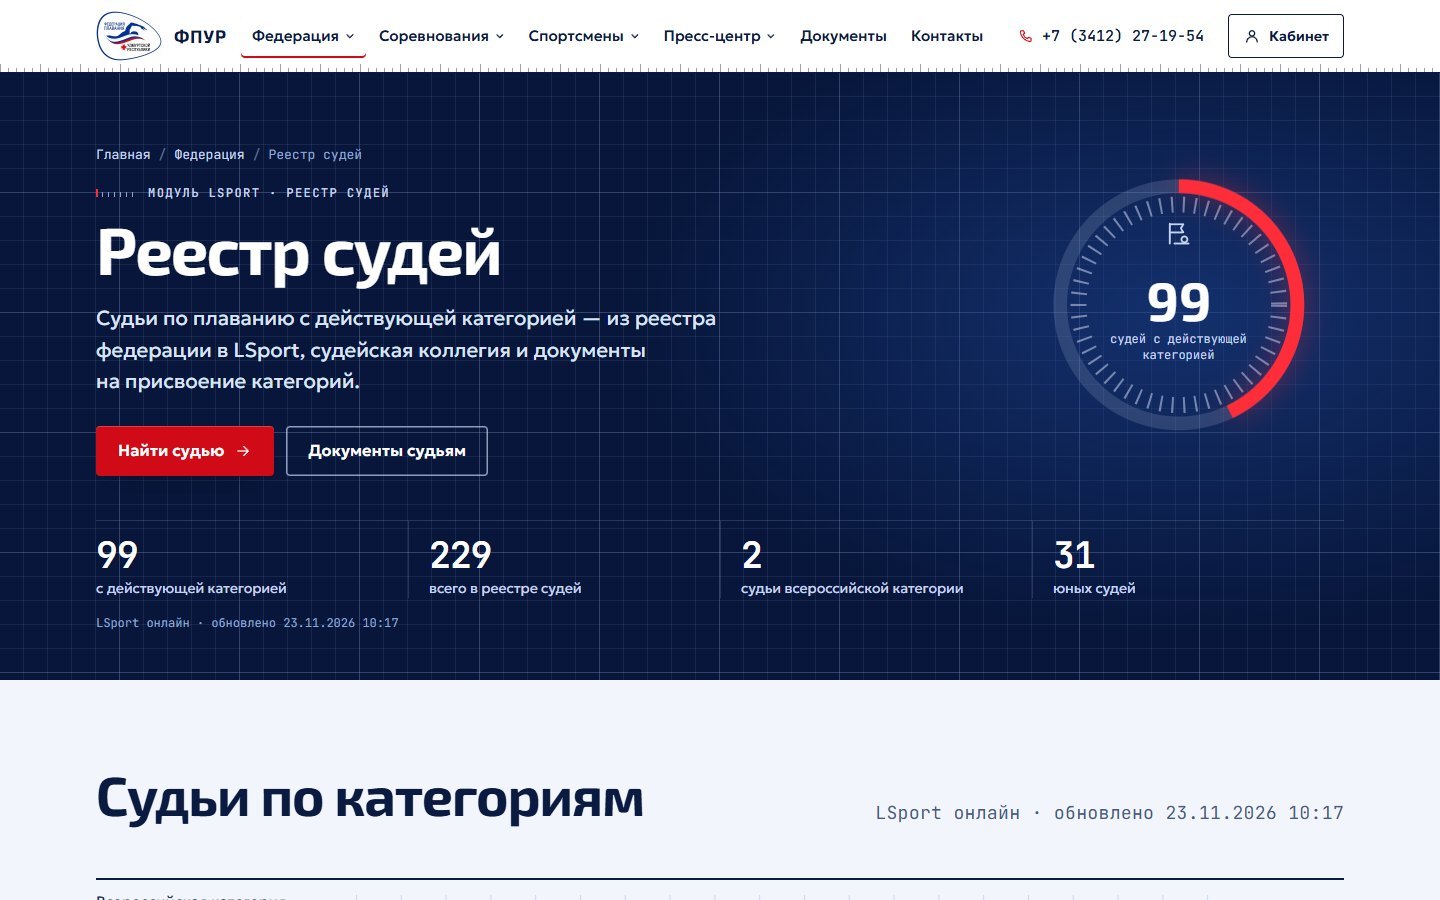 ФЕДЕРАЦИЯ
ПЛАВАНИЯ
УДМУРТСКОЙ
РЕСПУБЛИКИ
ФПУР
Федерация
Соревнования
Спортсмены
Пресс-центр
Документы
Контакты
+7 (3412) 27-19-54
Кабинет
Главная / Федерация / Реестр судей
МОДУЛЬ LSPORT · РЕЕСТР СУДЕЙ
Реестр судей
Судьи по плаванию с действующей категорией — из реестра
федерации в LSport, судейская коллегия и документы
на присвоение категорий.
Найти судью →
Документы судьям
99
судей с действующей
категорией
99
с действующей категорией
229
всего в реестре судей
2
судьи всероссийской категории
31
юных судей
LSport онлайн · обновлено 23.11.2026 10:17
Судьи по категориям
LSport онлайн · обновлено 23.11.2026 10:17